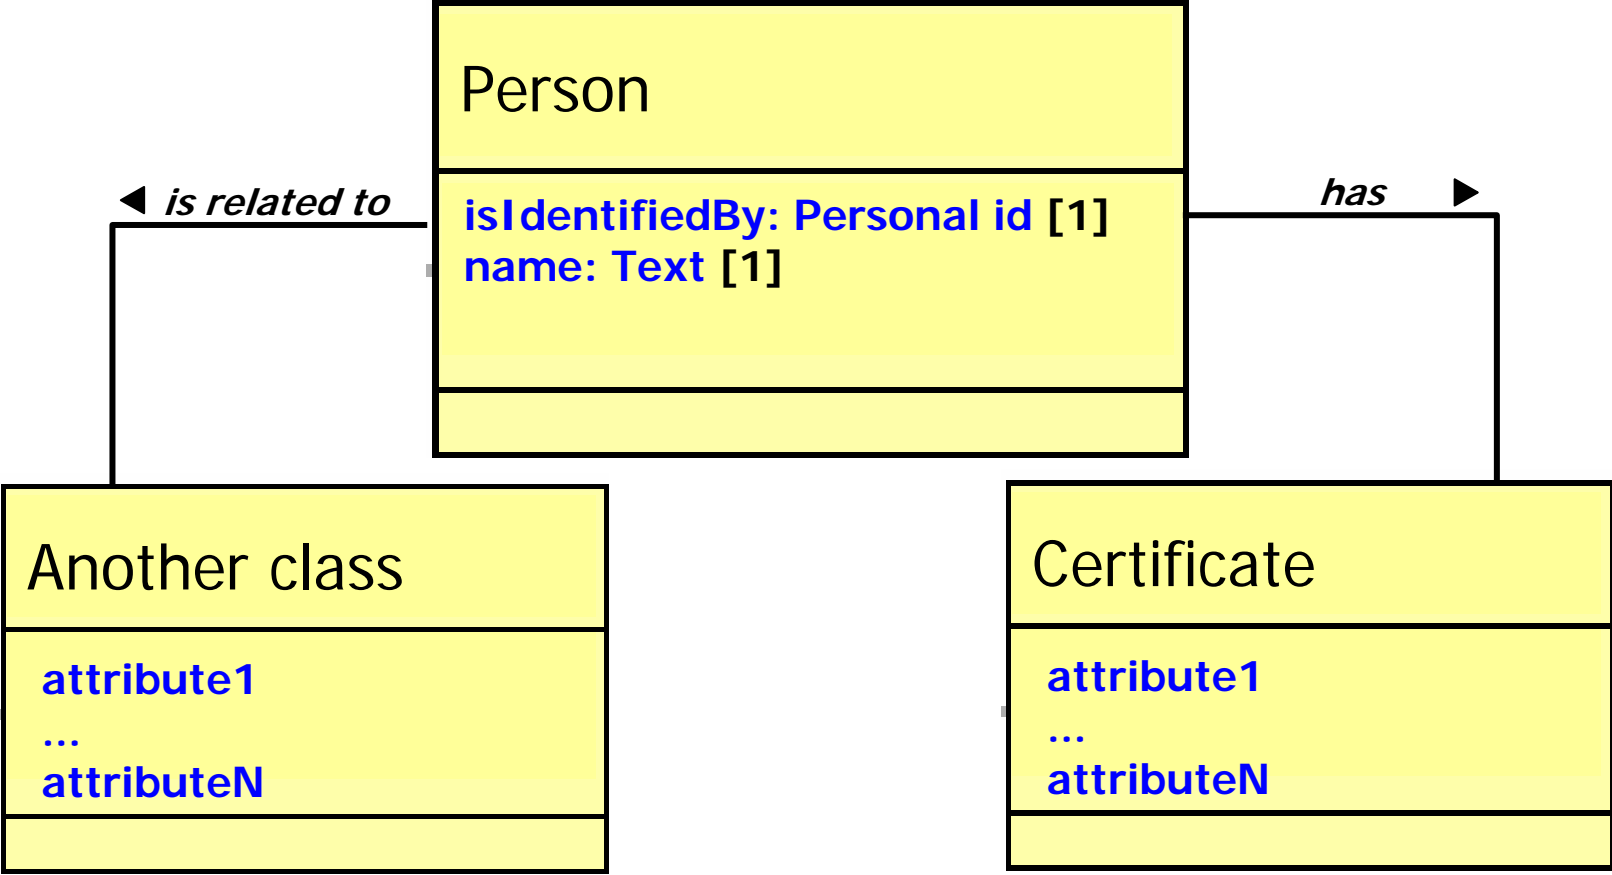 Person
is related to
has
isIdentifiedBy: Personal id [1]
name: Text [1]
Another class
attribute1
...
attributeN
Certificate
attribute1
...
attributeN